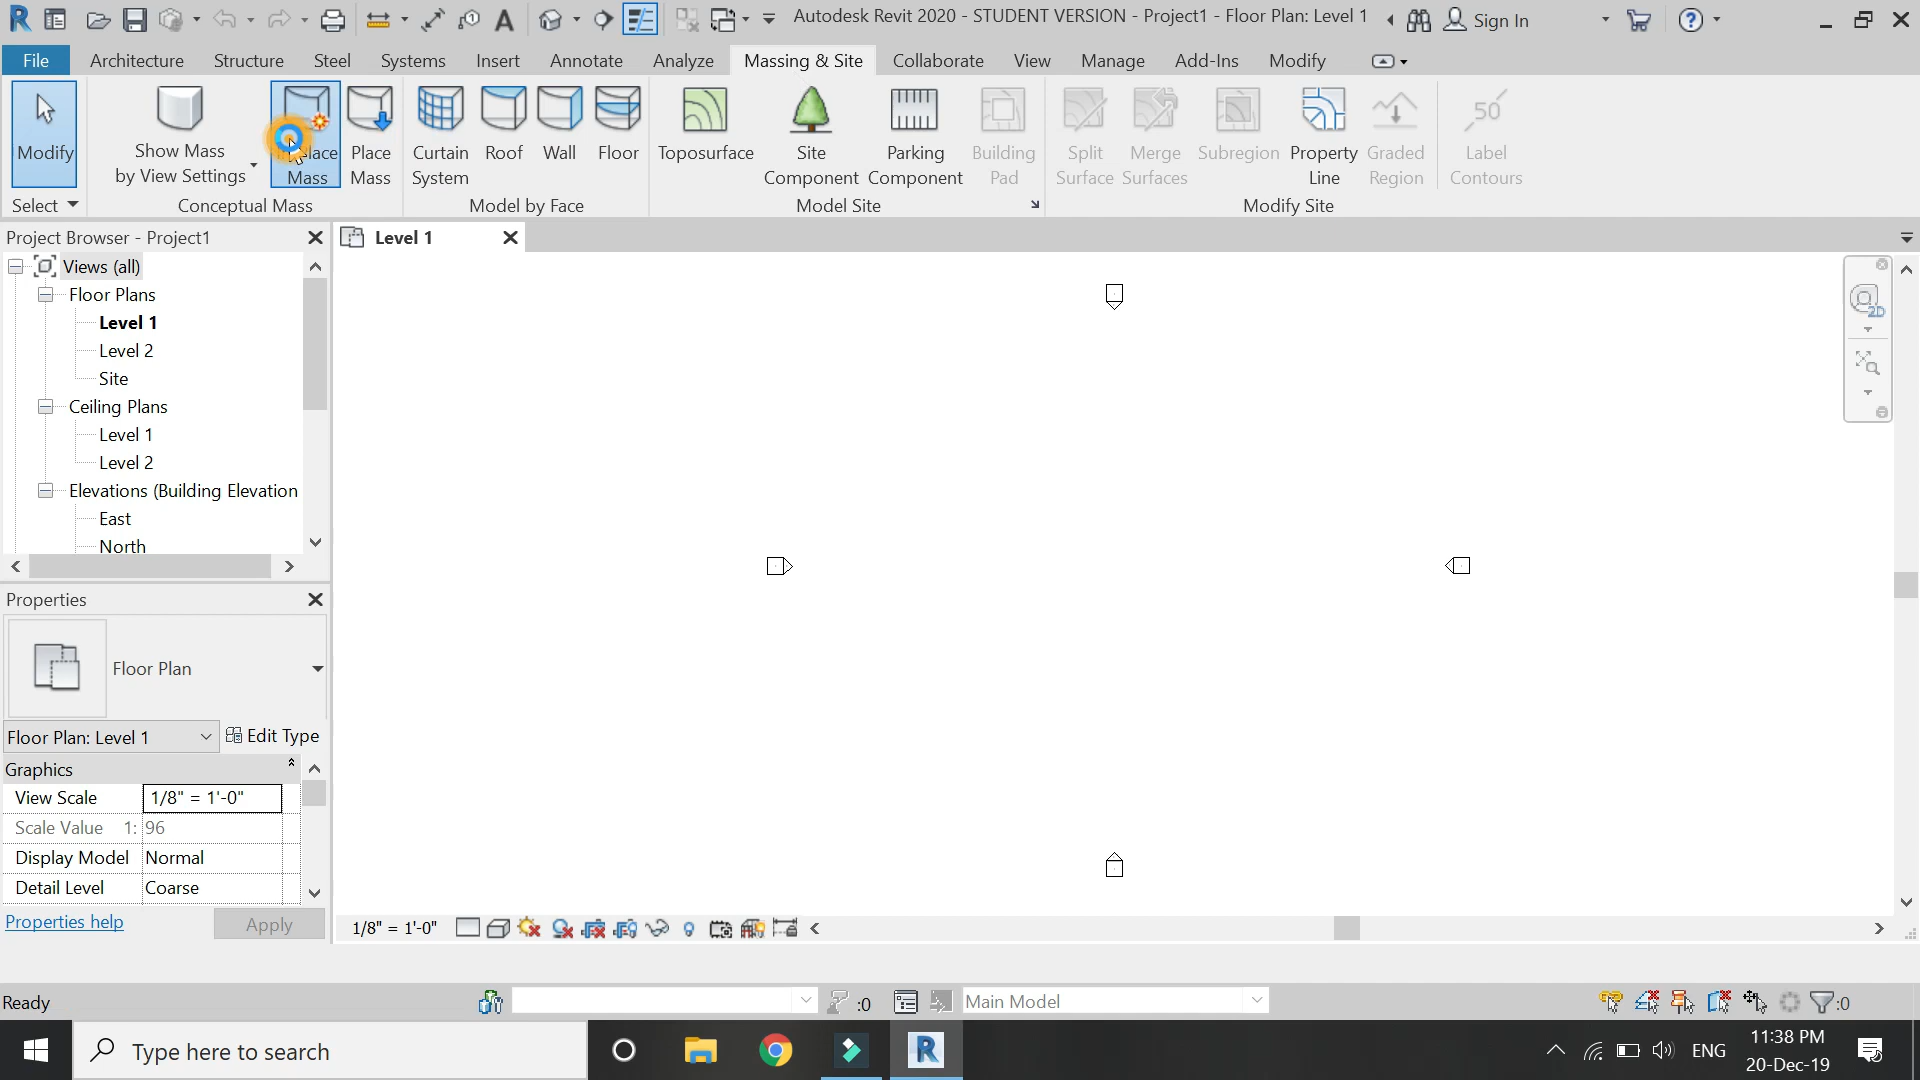 Autodesk Revit 2020 - STUDENT VERSION - Project1 - Floor Plan: Level 1
Sign In
File Architecture Structure Steel Systems Insert Annotate Analyze Massing & Site Collaborate View Manage Add-Ins Modify
Modify
Show Mass
by View Settings
Mass
Place
Mass
Curtain
System
Roof
Wall
Floor
Toposurface
Site
Component
Parking
Component
Building
Pad
Split
Surface
Merge
Surfaces
Subregion
Property
Line
Graded
Region
50
Label
Contours
Select
Conceptual Mass
Model by Face
Model Site
Modify Site
Project Browser - Project1
Views (all)
Floor Plans
Level 1
Level 2
Site
Ceiling Plans
Level 1
Level 2
Elevations (Building Elevation
East
North
Level 1
2D
Properties
Floor Plan
Floor Plan: Level 1
Edit Type
Graphics
View Scale 1/8" = 1'-0"
Scale Value 1: 96
Display Model Normal
Detail Level Coarse
Properties help
Apply
1/8" = 1'-0"
Ready
:0
Main Model
:0
Type here to search
ENG
11:38 PM
20-Dec-19